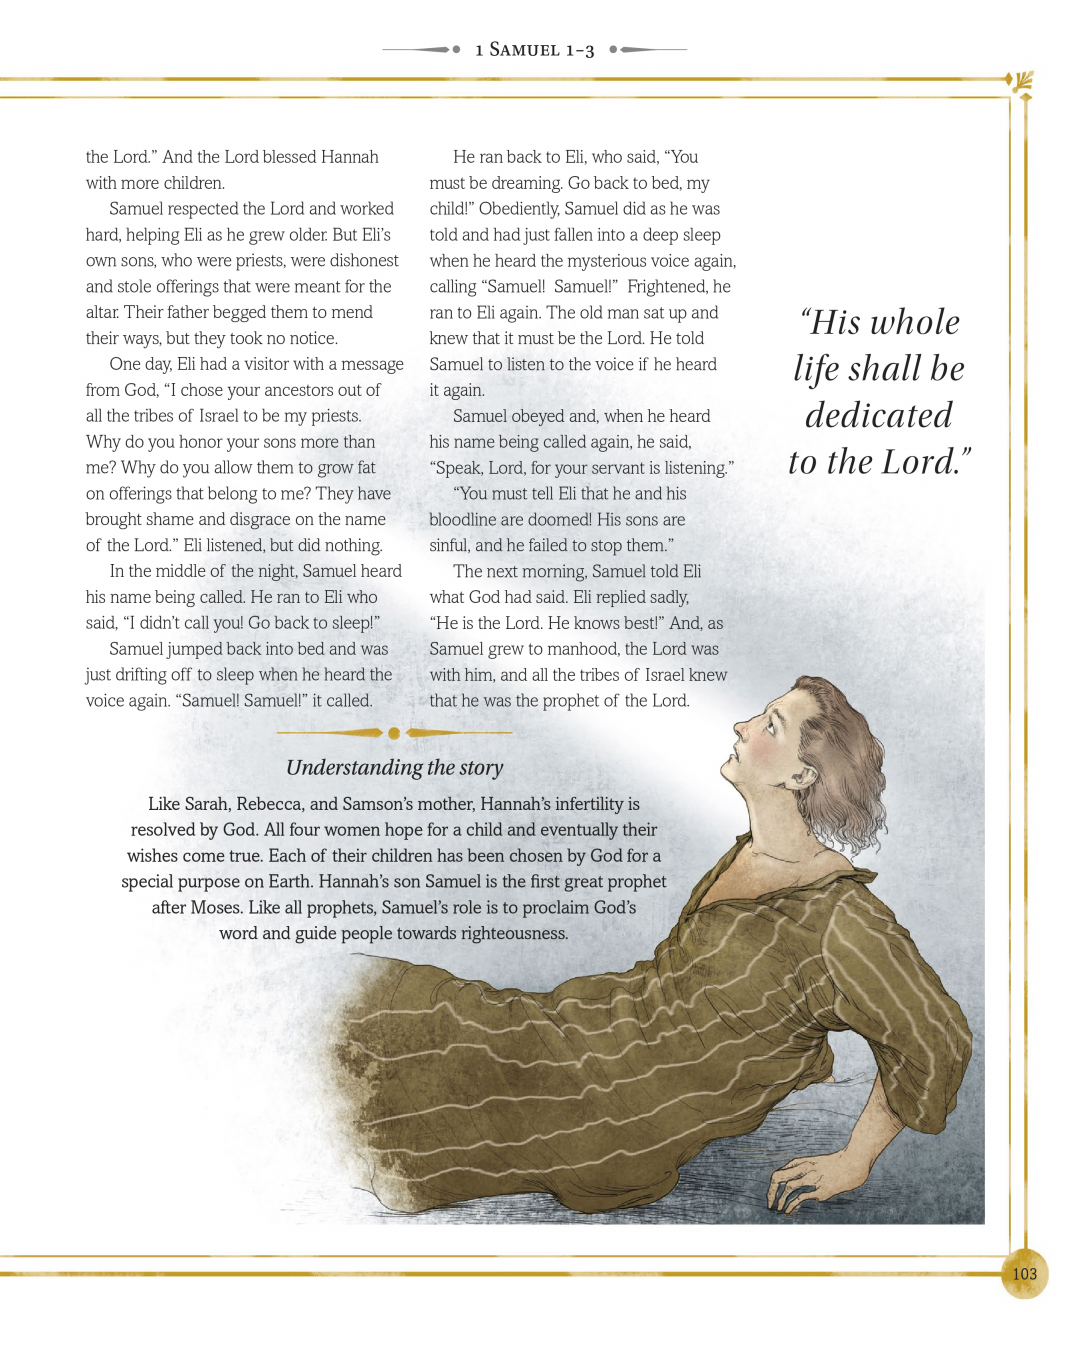 1 Samuel 1–3
the Lord.” And the Lord blessed Hannah
with more children.
Samuel respected the Lord and worked
hard, helping Eli as he grew older. But Eli’s
own sons, who were priests, were dishonest
and stole offerings that were meant for the
altar. Their father begged them to mend
their ways, but they took no notice.
One day, Eli had a visitor with a message
from God, “I chose your ancestors out of
all the tribes of Israel to be my priests.
Why do you honor your sons more than
me? Why do you allow them to grow fat
on offerings that belong to me? They have
brought shame and disgrace on the name
of the Lord.” Eli listened, but did nothing.
In the middle of the night, Samuel heard
his name being called. He ran to Eli who
said, “I didn’t call you! Go back to sleep!”
Samuel jumped back into bed and was
just drifting off to sleep when he heard the
voice again. “Samuel! Samuel!” it called.
He ran back to Eli, who said, “You
must be dreaming. Go back to bed, my
child!” Obediently, Samuel did as he was
told and had just fallen into a deep sleep
when he heard the mysterious voice again,
calling “Samuel! Samuel!” Frightened, he
ran to Eli again. The old man sat up and
knew that it must be the Lord. He told
Samuel to listen to the voice if he heard
it again.
Samuel obeyed and, when he heard
his name being called again, he said,
“Speak, Lord, for your servant is listening.”
“You must tell Eli that he and his
bloodline are doomed! His sons are
sinful, and he failed to stop them.”
The next morning, Samuel told Eli
what God had said. Eli replied sadly,
“He is the Lord. He knows best!” And, as
Samuel grew to manhood, the Lord was
with him, and all the tribes of Israel knew
that he was the prophet of the Lord.
“His whole
life shall be
dedicated
to the Lord.”
Understanding the story
Like Sarah, Rebecca, and Samson’s mother, Hannah’s infertility is
resolved by God. All four women hope for a child and eventually their
wishes come true. Each of their children has been chosen by God for a
special purpose on Earth. Hannah’s son Samuel is the first great prophet
after Moses. Like all prophets, Samuel’s role is to proclaim God’s
word and guide people towards righteousness.
103